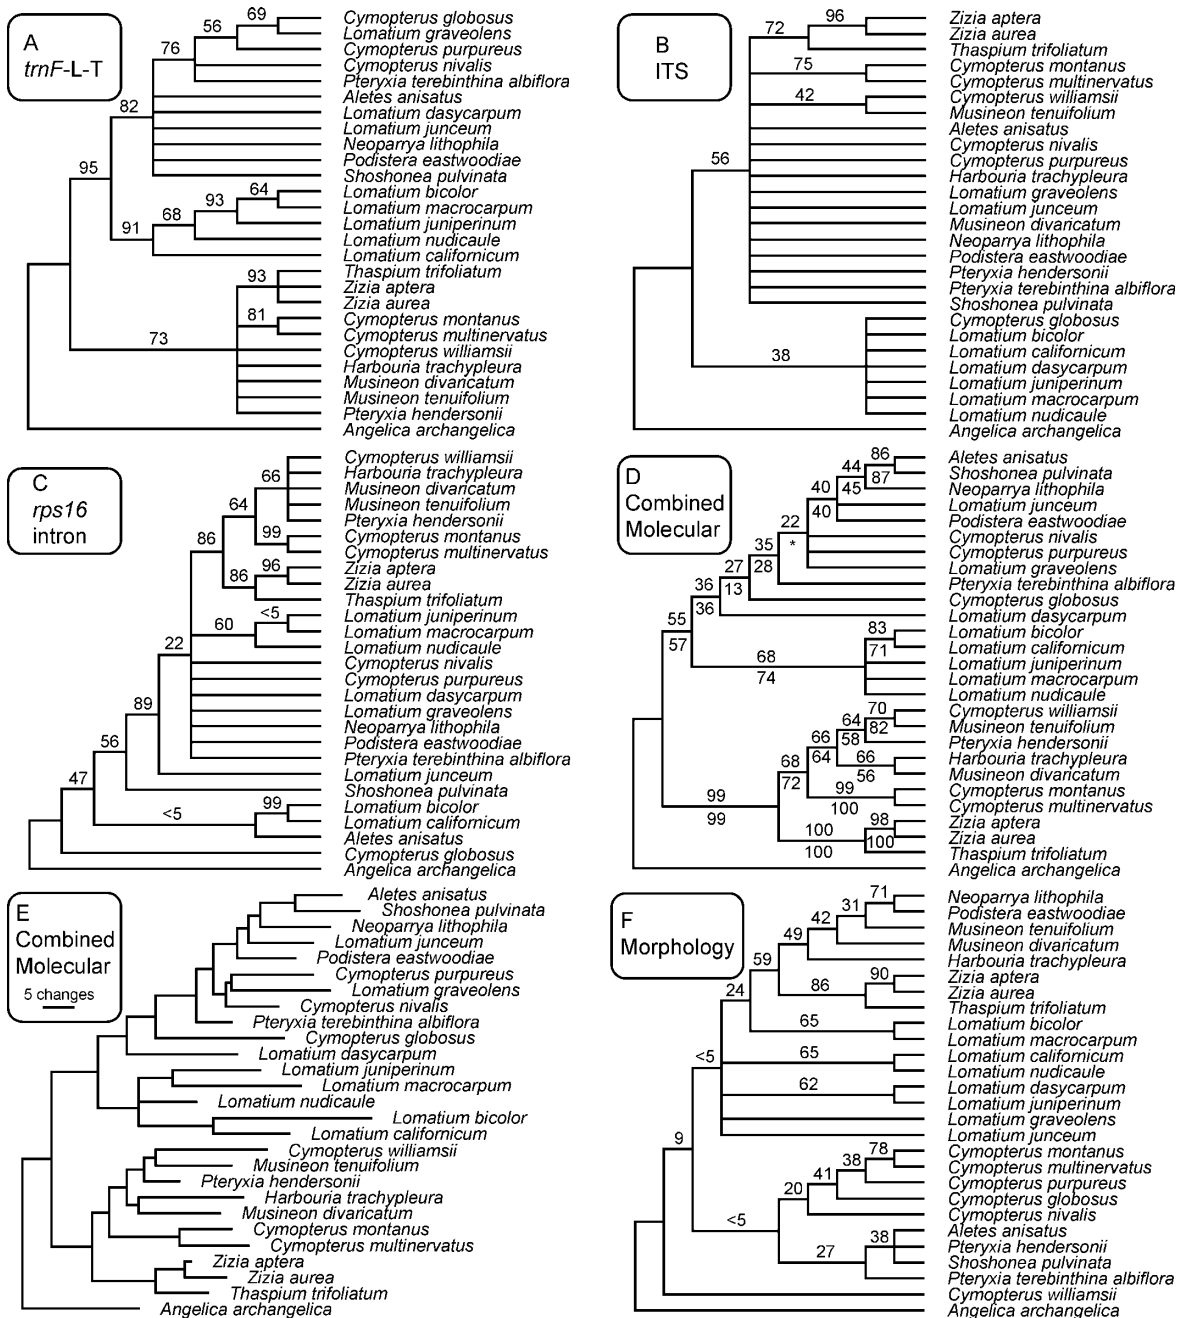 A
trnF-L-T
69
56
76
82
95
64
93
68
91
93
81
73
Cymopterus globosus
Lomatium graveolens
Cymopterus purpureus
Cymopterus nivalis
Pteryxia terebinthina albiflora
Aletes anisatus
Lomatium dasycarpum
Lomatium junceum
Neoparrya lithophila
Podistera eastwoodiae
Shoshonea pulvinata
Lomatium bicolor
Lomatium macrocarpum
Lomatium juniperinum
Lomatium nudicaule
Lomatium californicum
Thaspium trifoliatum
Zizia aptera
Zizia aurea
Cymopterus montanus
Cymopterus multinervatus
Cymopterus williamsii
Harbouria trachypleura
Musineon divaricatum
Musineon tenuifolium
Pteryxia hendersonii
Angelica archangelica
B
ITS
96
72
75
42
56
38
Zizia aptera
Zizia aurea
Thaspium trifoliatum
Cymopterus montanus
Cymopterus multinervatus
Cymopterus williamsii
Musineon tenuifolium
Aletes anisatus
Cymopterus nivalis
Cymopterus purpureus
Harbouria trachypleura
Lomatium graveolens
Lomatium junceum
Musineon divaricatum
Neoparrya lithophila
Podistera eastwoodiae
Pteryxia hendersonii
Pteryxia terebinthina albiflora
Shoshonea pulvinata
Cymopterus globosus
Lomatium bicolor
Lomatium californicum
Lomatium dasycarpum
Lomatium juniperinum
Lomatium macrocarpum
Lomatium nudicaule
Angelica archangelica
C
rps16
intron
66
64
99
86
96
86
<5
60
22
89
56
47
99
<5
Cymopterus williamsii
Harbouria trachypleura
Musineon divaricatum
Musineon tenuifolium
Pteryxia hendersonii
Cymopterus montanus
Cymopterus multinervatus
Zizia aptera
Zizia aurea
Thaspium trifoliatum
Lomatium juniperinum
Lomatium macrocarpum
Lomatium nudicaule
Cymopterus nivalis
Cymopterus purpureus
Lomatium dasycarpum
Lomatium graveolens
Neoparrya lithophila
Podistera eastwoodiae
Pteryxia terebinthina albiflora
Lomatium junceum
Shoshonea pulvinata
Lomatium bicolor
Lomatium californicum
Aletes anisatus
Cymopterus globosus
Angelica archangelica
D
Combined
Molecular
86
44
87
40
45
40
22
*
35
28
27
13
36
36
55
57
83
71
68
74
70
64
82
66
58
68
64
66
56
72
99
100
99
99
98
100
100
100
Aletes anisatus
Shoshonea pulvinata
Neoparrya lithophila
Lomatium junceum
Podistera eastwoodiae
Cymopterus nivalis
Cymopterus purpureus
Lomatium graveolens
Pteryxia terebinthina albiflora
Cymopterus globosus
Lomatium dasycarpum
Lomatium bicolor
Lomatium californicum
Lomatium juniperinum
Lomatium macrocarpum
Lomatium nudicaule
Cymopterus williamsii
Musineon tenuifolium
Pteryxia hendersonii
Harbouria trachypleura
Musineon divaricatum
Cymopterus montanus
Cymopterus multinervatus
Zizia aptera
Zizia aurea
Thaspium trifoliatum
Angelica archangelica
E
Combined
Molecular
5 changes
Aletes anisatus
Shoshonea pulvinata
Neoparrya lithophila
Lomatium junceum
Podistera eastwoodiae
Cymopterus purpureus
Lomatium graveolens
Cymopterus nivalis
Pteryxia terebinthina albiflora
Cymopterus globosus
Lomatium dasycarpum
Lomatium juniperinum
Lomatium macrocarpum
Lomatium nudicaule
Lomatium bicolor
Lomatium californicum
Cymopterus williamsii
Musineon tenuifolium
Pteryxia hendersonii
Harbouria trachypleura
Musineon divaricatum
Cymopterus montanus
Cymopterus multinervatus
Zizia aptera
Zizia aurea
Thaspium trifoliatum
Angelica archangelica
F
Morphology
71
31
42
49
59
90
86
24
65
<5
65
62
9
78
38
41
20
<5
38
27
Neoparrya lithophila
Podistera eastwoodiae
Musineon tenuifolium
Musineon divaricatum
Harbouria trachypleura
Zizia aptera
Zizia aurea
Thaspium trifoliatum
Lomatium bicolor
Lomatium macrocarpum
Lomatium californicum
Lomatium nudicaule
Lomatium dasycarpum
Lomatium juniperinum
Lomatium graveolens
Lomatium junceum
Cymopterus montanus
Cymopterus multinervatus
Cymopterus purpureus
Cymopterus globosus
Cymopterus nivalis
Aletes anisatus
Pteryxia hendersonii
Shoshonea pulvinata
Pteryxia terebinthina albiflora
Cymopterus williamsii
Angelica archangelica